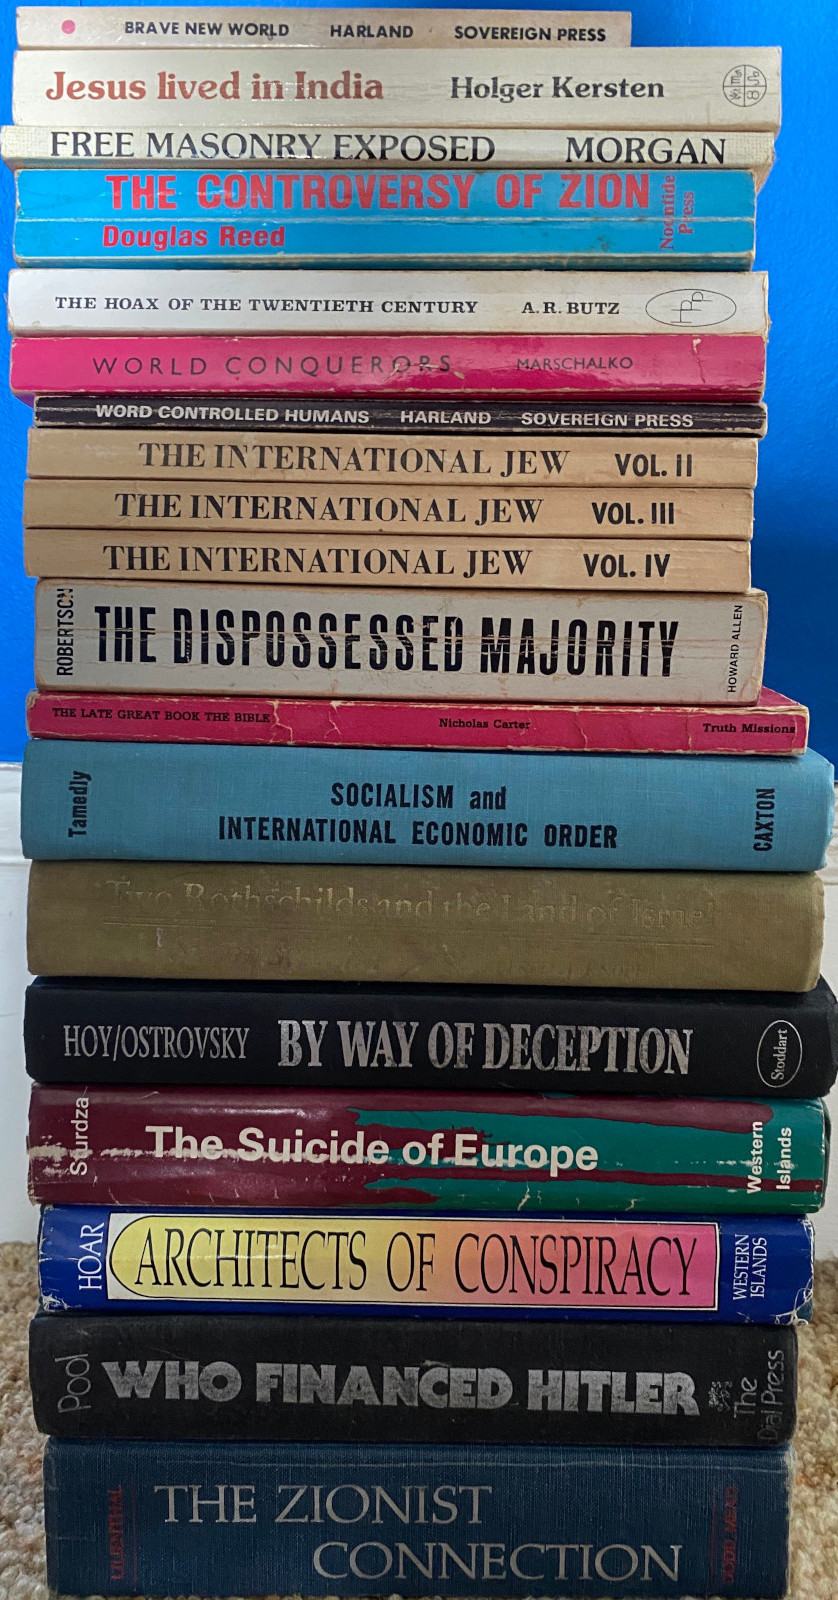 BRAVE NEW WORLD HARLAND SOVEREIGN PRESS
Jesus lived in India Holger Kersten
FREE MASONRY EXPOSED MORGAN
THE CONTROVERSY OF ZION
Douglas Reed
Noontide
Press
THE HOAX OF THE TWENTIETH CENTURY A.R. BUTZ
WORLD CONQUERORS MARSCHALKO
WORD CONTROLLED HUMANS HARLAND SOVEREIGN PRESS
THE INTERNATIONAL JEW VOL. II
THE INTERNATIONAL JEW VOL. III
THE INTERNATIONAL JEW VOL. IV
ROBERTSON THE DISPOSSESSED MAJORITY HOWARD ALLEN
THE LATE GREAT BOOK THE BIBLE Nicholas Carter Truth Missions
Tamedly
SOCIALISM and
INTERNATIONAL ECONOMIC ORDER
CAXTON
Two Rothschilds and the Land of Israel
HOY/OSTROVSKY BY WAY OF DECEPTION Stoddart
Sturdza The Suicide of Europe
Western
Islands
HOAR ARCHITECTS OF CONSPIRACY
WESTERN
ISLANDS
Pool WHO FINANCED HITLER
The
Dial Press
LILIENTHAL
THE ZIONIST
CONNECTION
DODD MEAD